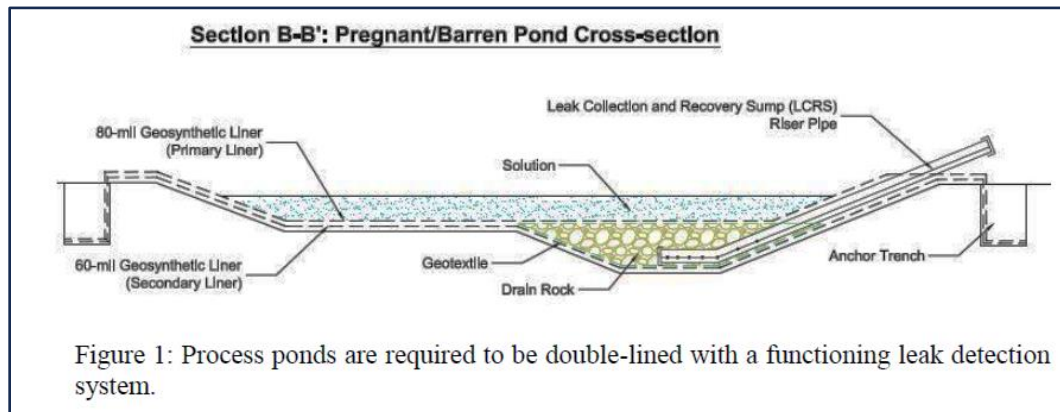 Section B-B': Pregnant/Barren Pond Cross-section
Leak Collection and Recovery Sump (LCRS)
Riser Pipe
80-mil Geosynthetic Liner
(Primary Liner)
Solution
60-mil Geosynthetic Liner
(Secondary Liner)
Geotextile
Drain Rock
Anchor Trench
Figure 1: Process ponds are required to be double-lined with a functioning leak detection
system.